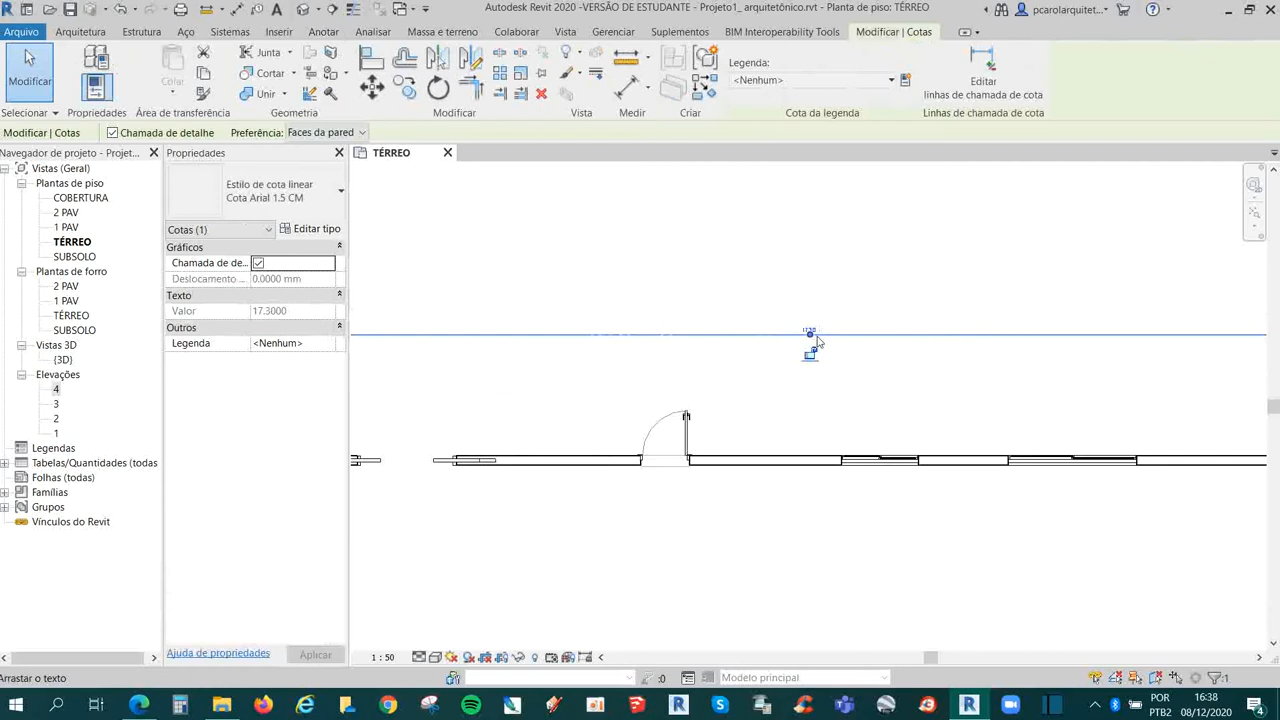 Autodesk Revit 2020 -VERSÃO DE ESTUDANTE - Projeto1_ arquitetônico.rvt - Planta de piso: TÉRREO
pcarolarquitet...
Arquivo Arquitetura Estrutura Aço Sistemas Inserir Anotar Analisar Massa e terreno Colaborar Vista Gerenciar Suplementos BIM Interoperability Tools Modificar | Cotas
Modificar
Colar
Junta
Cortar
Unir
Legenda:
<Nenhum>
Editar
linhas de chamada de cota
Selecionar Propriedades Área de transferência Geometria Modificar Vista Medir Criar Cota da legenda Linhas de chamada de cota
Modificar | Cotas Chamada de detalhe Preferência: Faces da parede
Navegador de projeto - Projet...
Vistas (Geral)
Plantas de piso
COBERTURA
2 PAV
1 PAV
TÉRREO
SUBSOLO
Plantas de forro
2 PAV
1 PAV
TÉRREO
SUBSOLO
Vistas 3D
{3D}
Elevações
4
3
2
1
Legendas
Tabelas/Quantidades (todas
Folhas (todas)
Famílias
Grupos
Vínculos do Revit
Propriedades
Estilo de cota linear
Cota Arial 1.5 CM
Cotas (1) Editar tipo
Gráficos
Chamada de de...
Deslocamento ... 0.0000 mm
Texto
Valor 17.3000
Outros
Legenda <Nenhum>
Ajuda de propriedades Aplicar
TÉRREO
1 : 50
Arrastar o texto
:0
Modelo principal
:1
POR
PTB2
16:38
08/12/2020
4